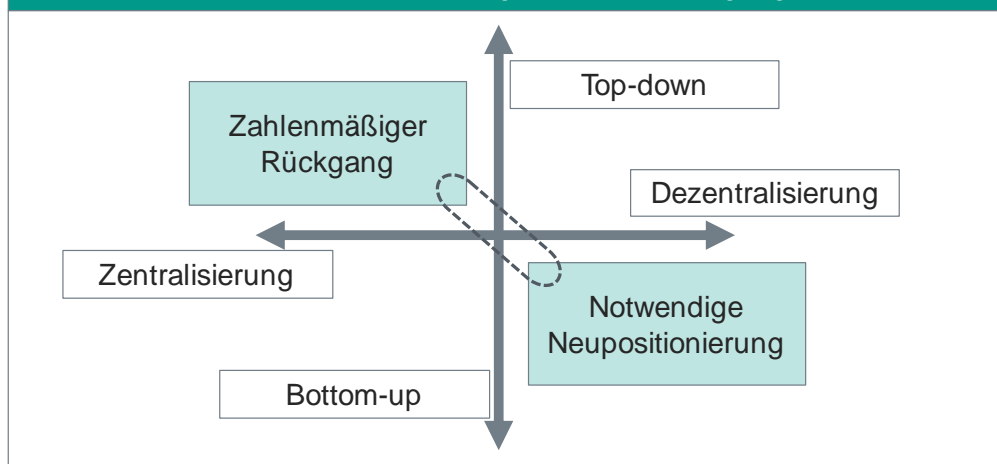 Top-down
Zahlenmäßiger
Rückgang
Dezentralisierung
Zentralisierung
Notwendige
Neupositionierung
Bottom-up